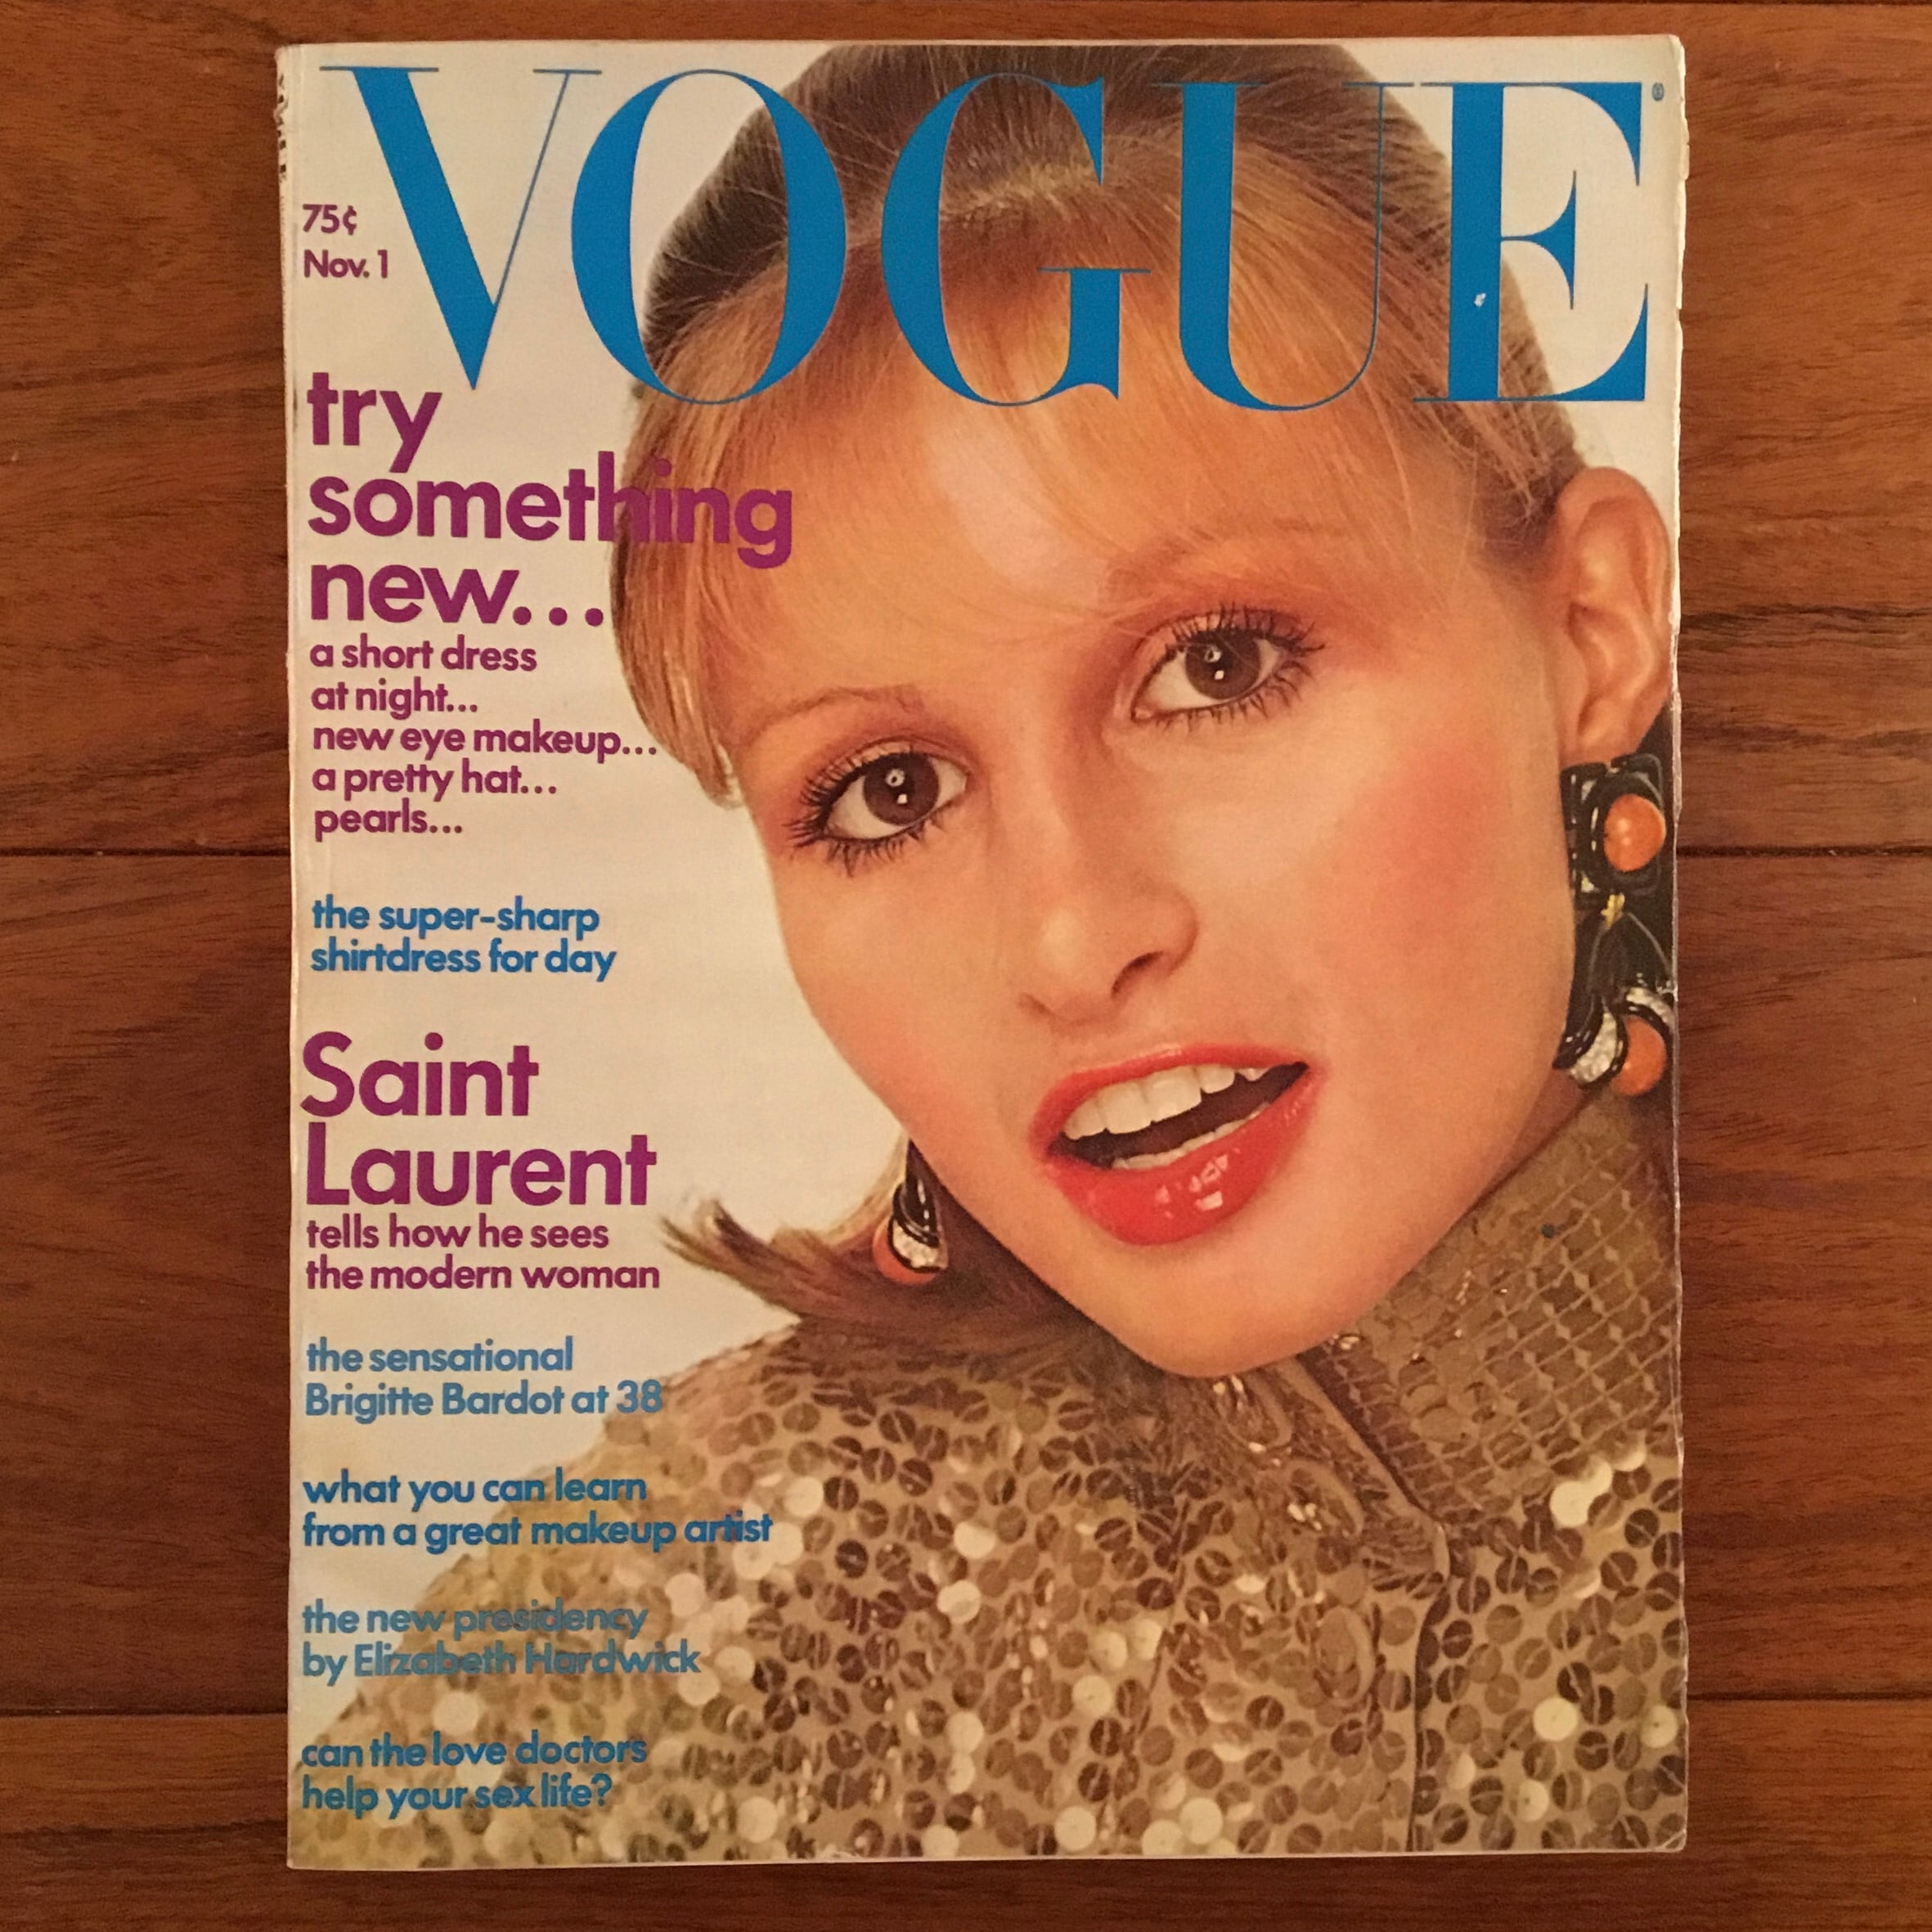 VOGUE®
75¢
Nov. 1
try
something
new...
a short dress
at night...
new eye makeup...
a pretty hat...
pearls...
the super-sharp
shirtdress for day
Saint
Laurent
tells how he sees
the modern woman
the sensational
Brigitte Bardot at 38
what you can learn
from a great makeup artist
the new presidency
by Elizabeth Hardwick
can the love doctors
help your sex life?